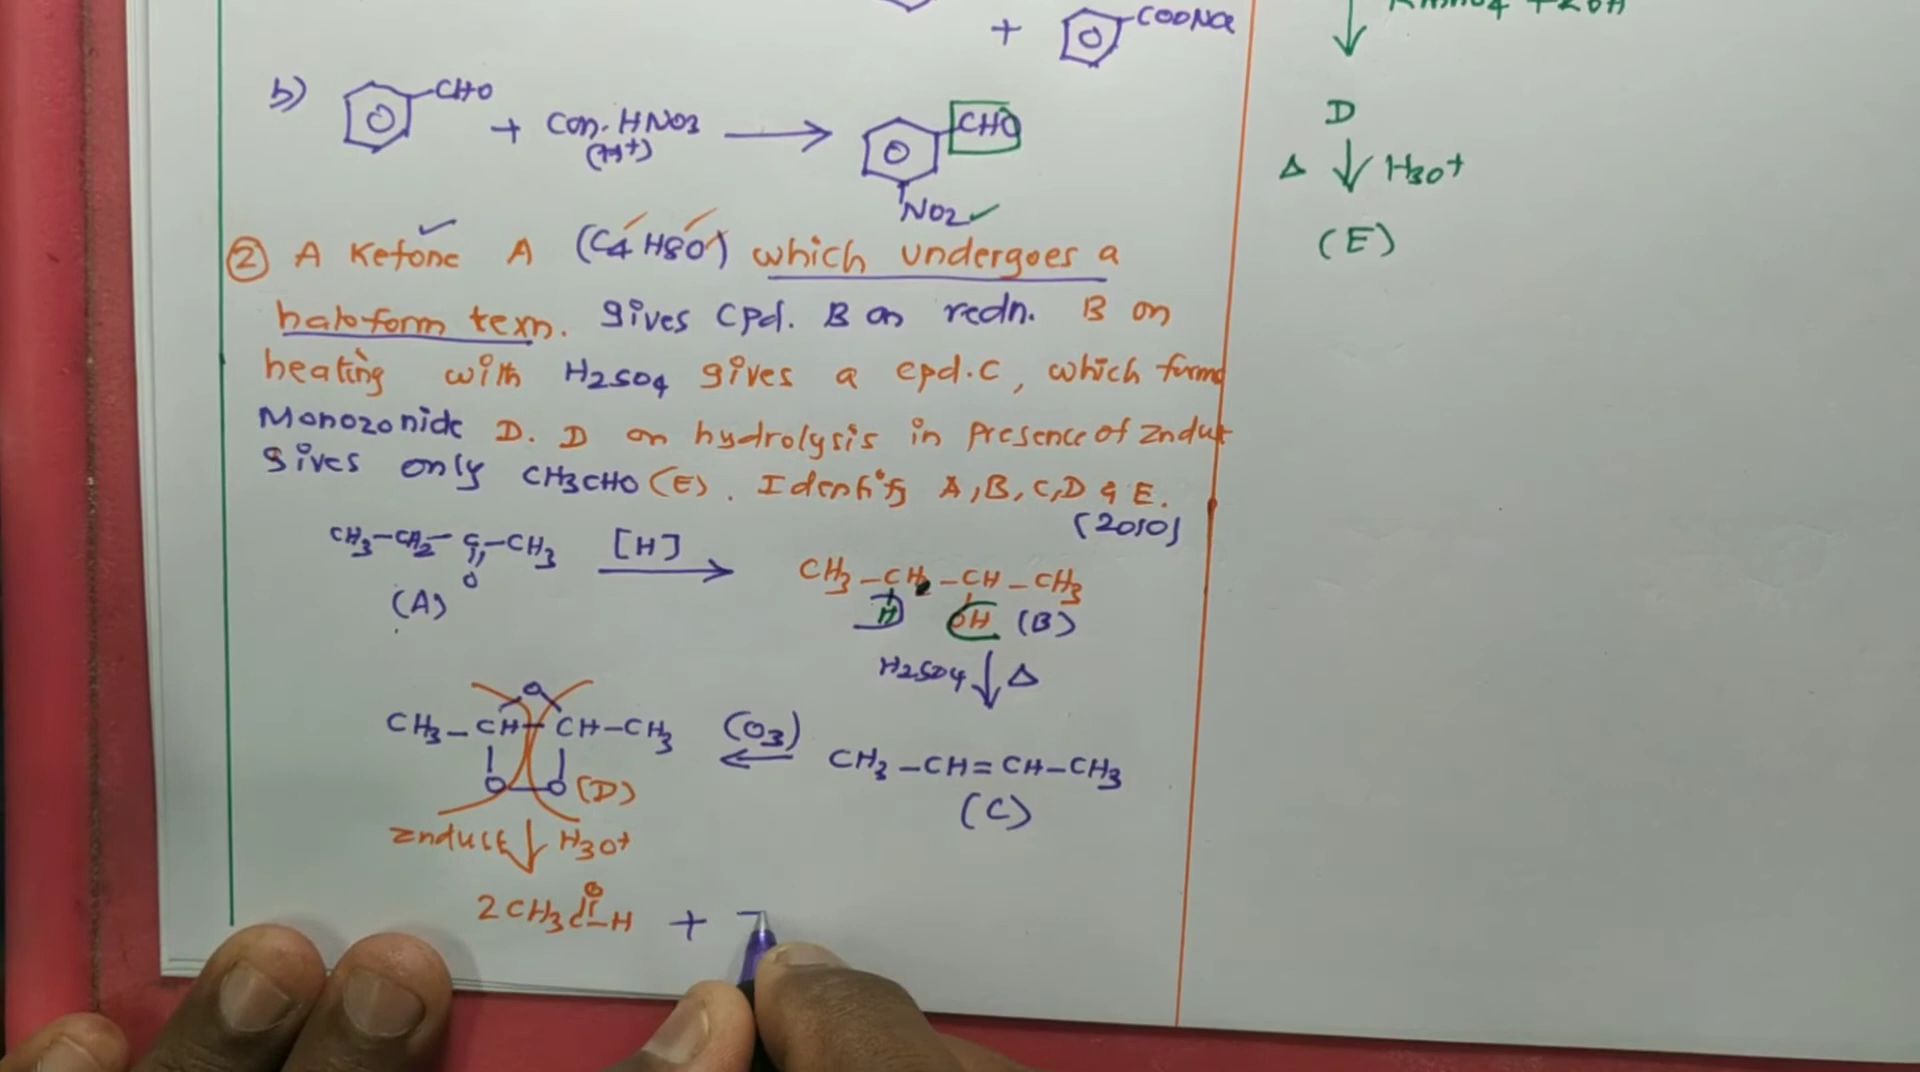 + COONa
b) CHO + Con. HNO3 (H+) → CHO NO2
② A Ketone A (C4H8O) which undergoes a
haloform rexn. gives Cpd. B on redn. B on
heating with H2SO4 gives a cpd. C, which forms
Monozonide D. D on hydrolysis in presence of Zndust
gives only CH3CHO (E). Identify A, B, C, D & E.
(2010)
CH3-CH2-C-CH3 [H] → CH3-CH2-CH-CH3
O
(A) H OH (B)
H2SO4 ↓ Δ
O
CH3-CH-CH-CH3 (O3) ← CH3-CH=CH-CH3
O-O (D) (C)
Zndust ↓ H3O+
O
2CH3C-H +
↓ KMnO4 + KOH
D
Δ ↓ H3O+
(E)